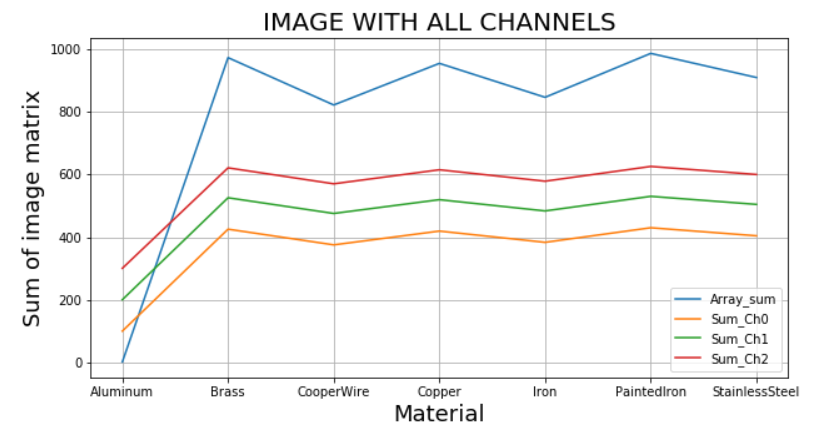 IMAGE WITH ALL CHANNELS
Sum of image matrix
1000
800
600
400
200
0
Array_sum
Sum_Ch0
Sum_Ch1
Sum_Ch2
Aluminum Brass CooperWire Copper Iron PaintedIron StainlessSteel
Material